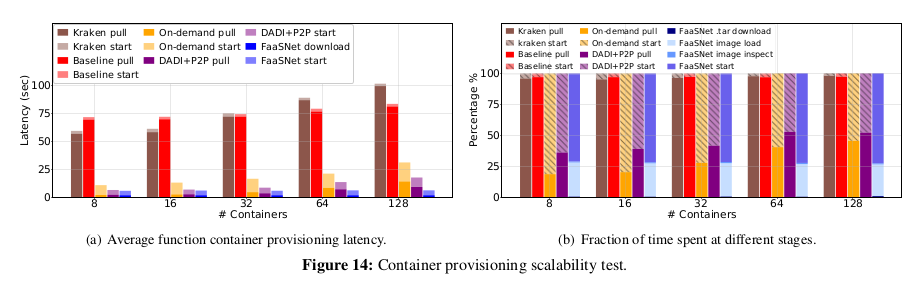 Kraken pull On-demand pull DADI+P2P start
Kraken start On-demand start FaaSNet download
Baseline pull DADI+P2P pull FaaSNet start
Baseline start
Latency (sec)
100
75
50
25
0
8 16 32 64 128
# Containers
(a) Average function container provisioning latency.
Kraken pull On-demand pull FaaSNet .tar download
kraken start On-demand start FaaSNet image load
Baseline pull DADI+P2P pull FaaSNet image inspect
Baseline start DADI+P2P start FaaSNet start
Percentage %
100
75
50
25
0
8 16 32 64 128
# Containers
(b) Fraction of time spent at different stages.
Figure 14: Container provisioning scalability test.